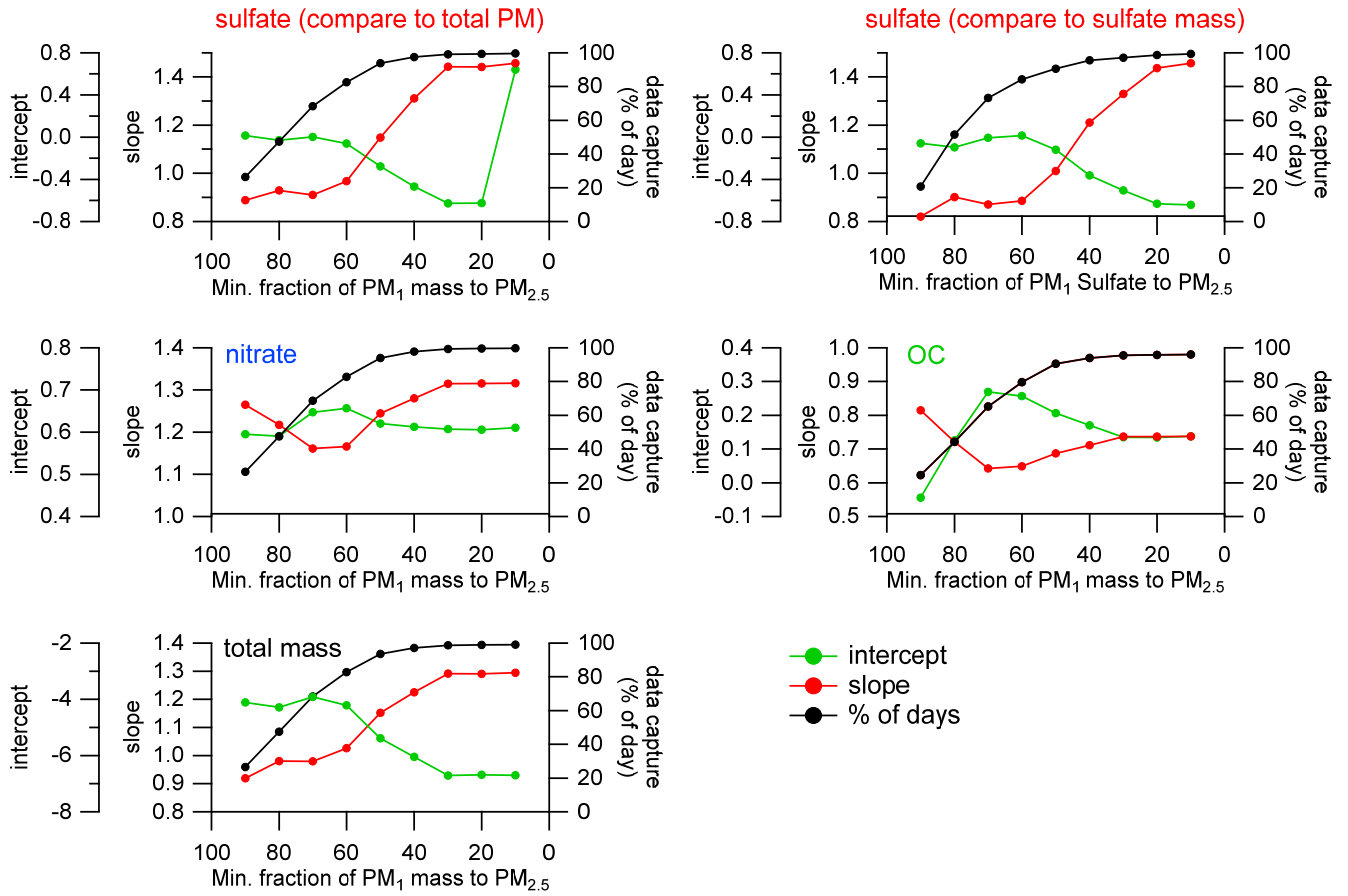 sulfate (compare to total PM)
intercept
0.8
0.4
0.0
-0.4
-0.8
slope
1.4
1.2
1.0
0.8
100
80
60
40
20
0
data capture
(% of day)
100 80 60 40 20 0
Min. fraction of PM1 mass to PM2.5
sulfate (compare to sulfate mass)
intercept
0.8
0.4
0.0
-0.4
-0.8
slope
1.4
1.2
1.0
0.8
100
80
60
40
20
0
data capture
(% of day)
100 80 60 40 20 0
Min. fraction of PM1 Sulfate to PM2.5
nitrate
intercept
0.8
0.7
0.6
0.5
0.4
slope
1.4
1.3
1.2
1.1
1.0
100
80
60
40
20
0
data capture
(% of day)
100 80 60 40 20 0
Min. fraction of PM1 mass to PM2.5
OC
intercept
0.4
0.3
0.2
0.1
0.0
-0.1
slope
1.0
0.9
0.8
0.7
0.6
0.5
100
80
60
40
20
0
data capture
(% of day)
100 80 60 40 20 0
Min. fraction of PM1 mass to PM2.5
total mass
intercept
-2
-4
-6
-8
slope
1.4
1.3
1.2
1.1
1.0
0.9
0.8
100
80
60
40
20
0
data capture
(% of day)
100 80 60 40 20 0
Min. fraction of PM1 mass to PM2.5
intercept
slope
% of days